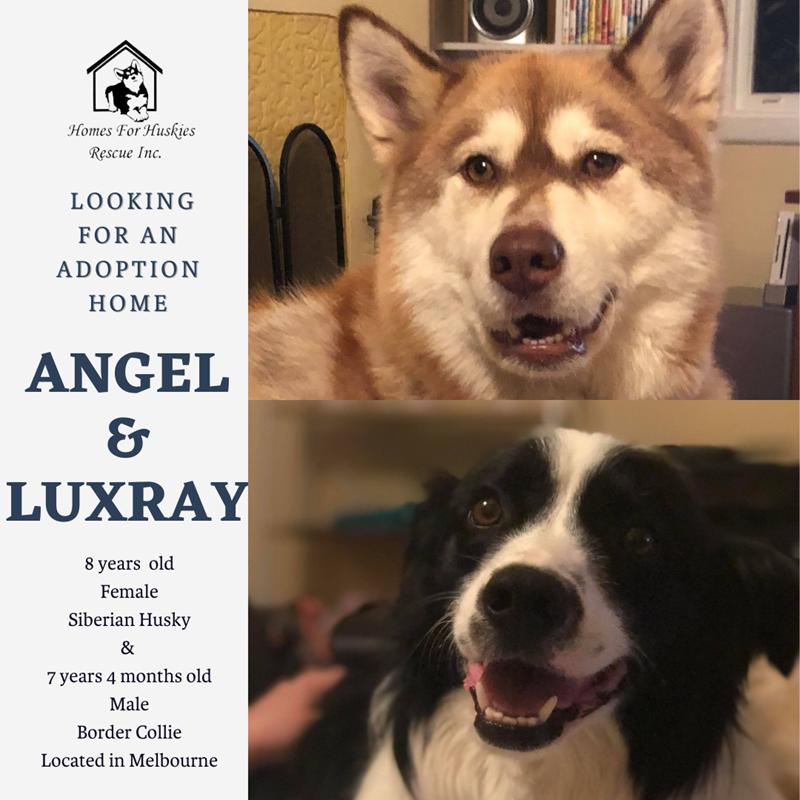 Homes For Huskies
Rescue Inc.
LOOKING
FOR AN
ADOPTION
HOME
ANGEL
&
LUXRAY
8 years old
Female
Siberian Husky
&
7 years 4 months old
Male
Border Collie
Located in Melbourne